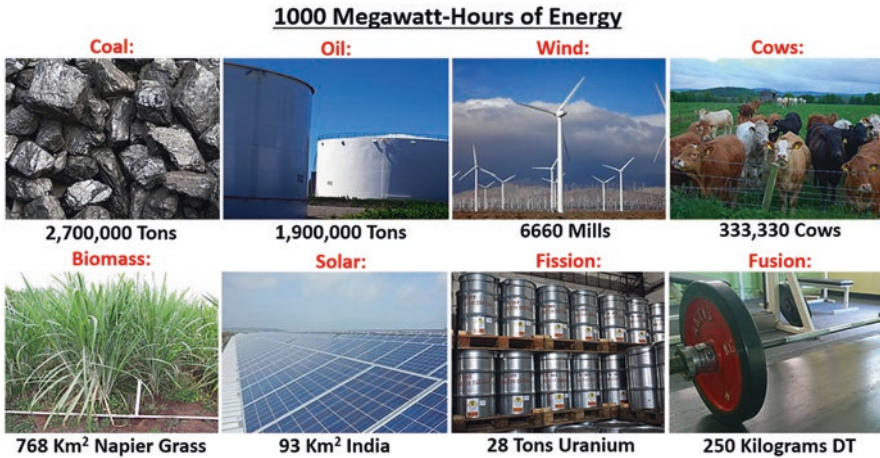 1000 Megawatt-Hours of Energy
Coal:
Oil:
Wind:
Cows:
2,700,000 Tons
1,900,000 Tons
6660 Mills
333,330 Cows
Biomass:
Solar:
Fission:
Fusion:
768 Km² Napier Grass
93 Km² India
28 Tons Uranium
250 Kilograms DT